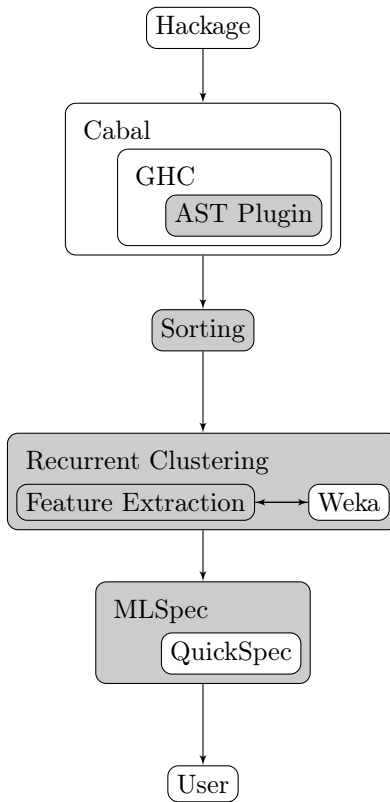 Hackage
Cabal
GHC
AST Plugin
Sorting
Recurrent Clustering
Feature Extraction
Weka
MLSpec
QuickSpec
User